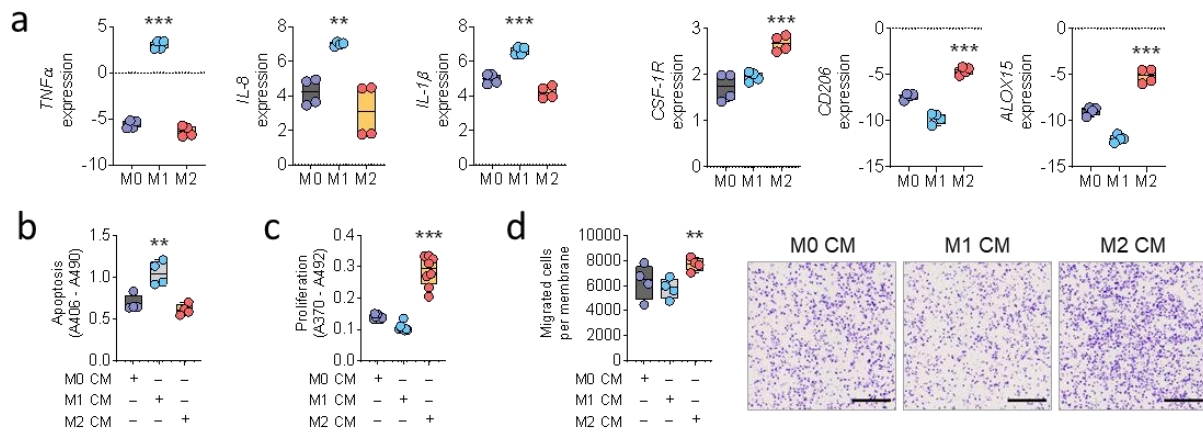 a
***
5
0
−5
−10
TNFα
expression
M0 M1 M2
**
8
6
4
2
0
IL-8
expression
M0 M1 M2
***
8
6
4
2
0
IL-1β
expression
M0 M1 M2
***
3
2
1
0
CSF-1R
expression
M0 M1 M2
***
0
−5
−10
−15
CD206
expression
M0 M1 M2
***
0
−5
−10
−15
ALOX15
expression
M0 M1 M2
b
**
1.5
1.0
0.5
0.0
Apoptosis
(A406 - A490)
M0 CM + − −
M1 CM − + −
M2 CM − − +
c
***
0.4
0.3
0.2
0.1
0.0
Proliferation
(A370 - A492)
M0 CM + − −
M1 CM − + −
M2 CM − − +
d
**
10000
8000
6000
4000
2000
0
Migrated cells
per membrane
M0 CM + − −
M1 CM − + −
M2 CM − − +
M0 CM
M1 CM
M2 CM